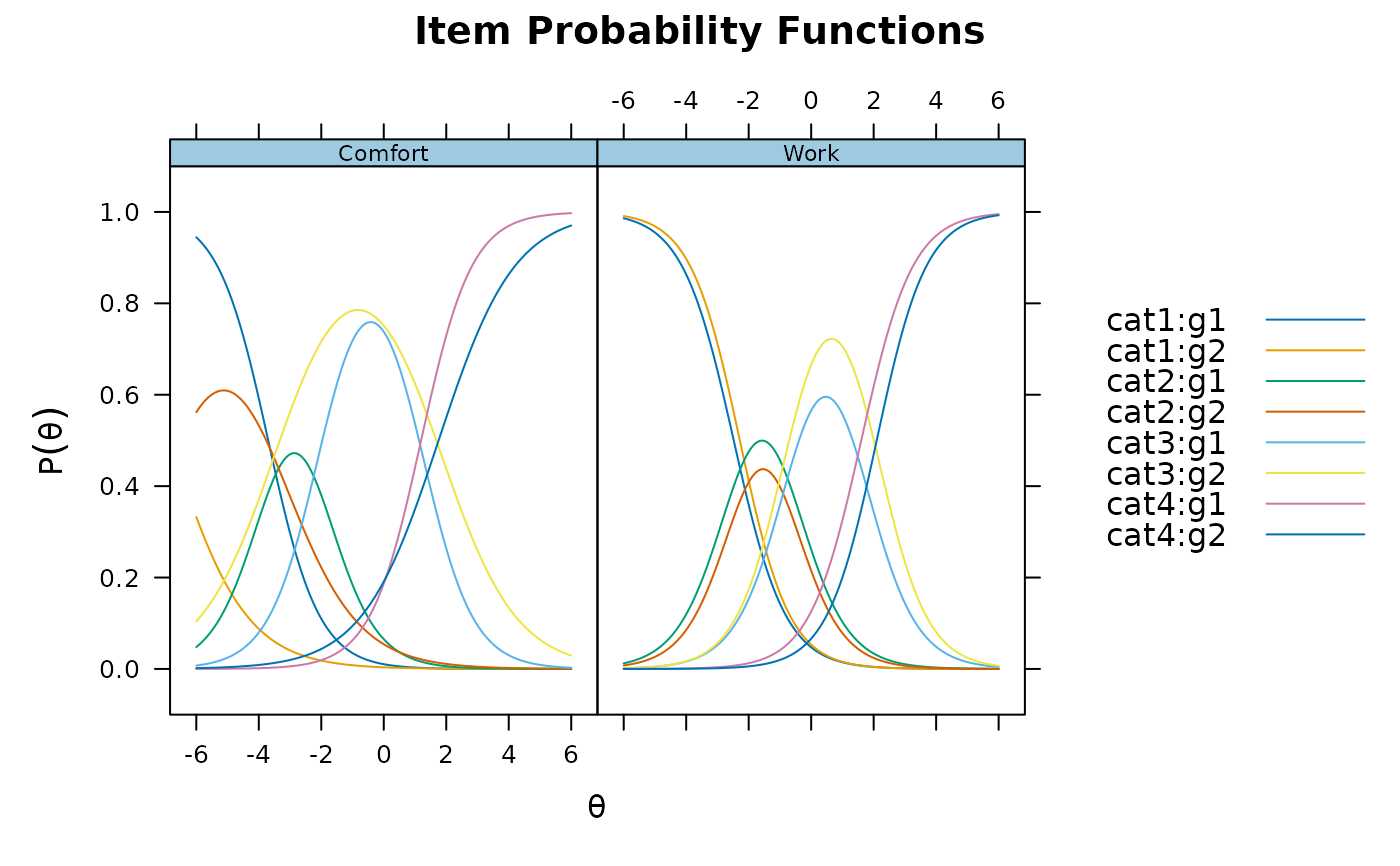 Item Probability Functions
-6 -4 -2 0 2 4 6
Comfort Work
1.0
0.8
0.6
0.4
0.2
0.0
P(θ)
-6 -4 -2 0 2 4 6
θ
cat1:g1
cat1:g2
cat2:g1
cat2:g2
cat3:g1
cat3:g2
cat4:g1
cat4:g2